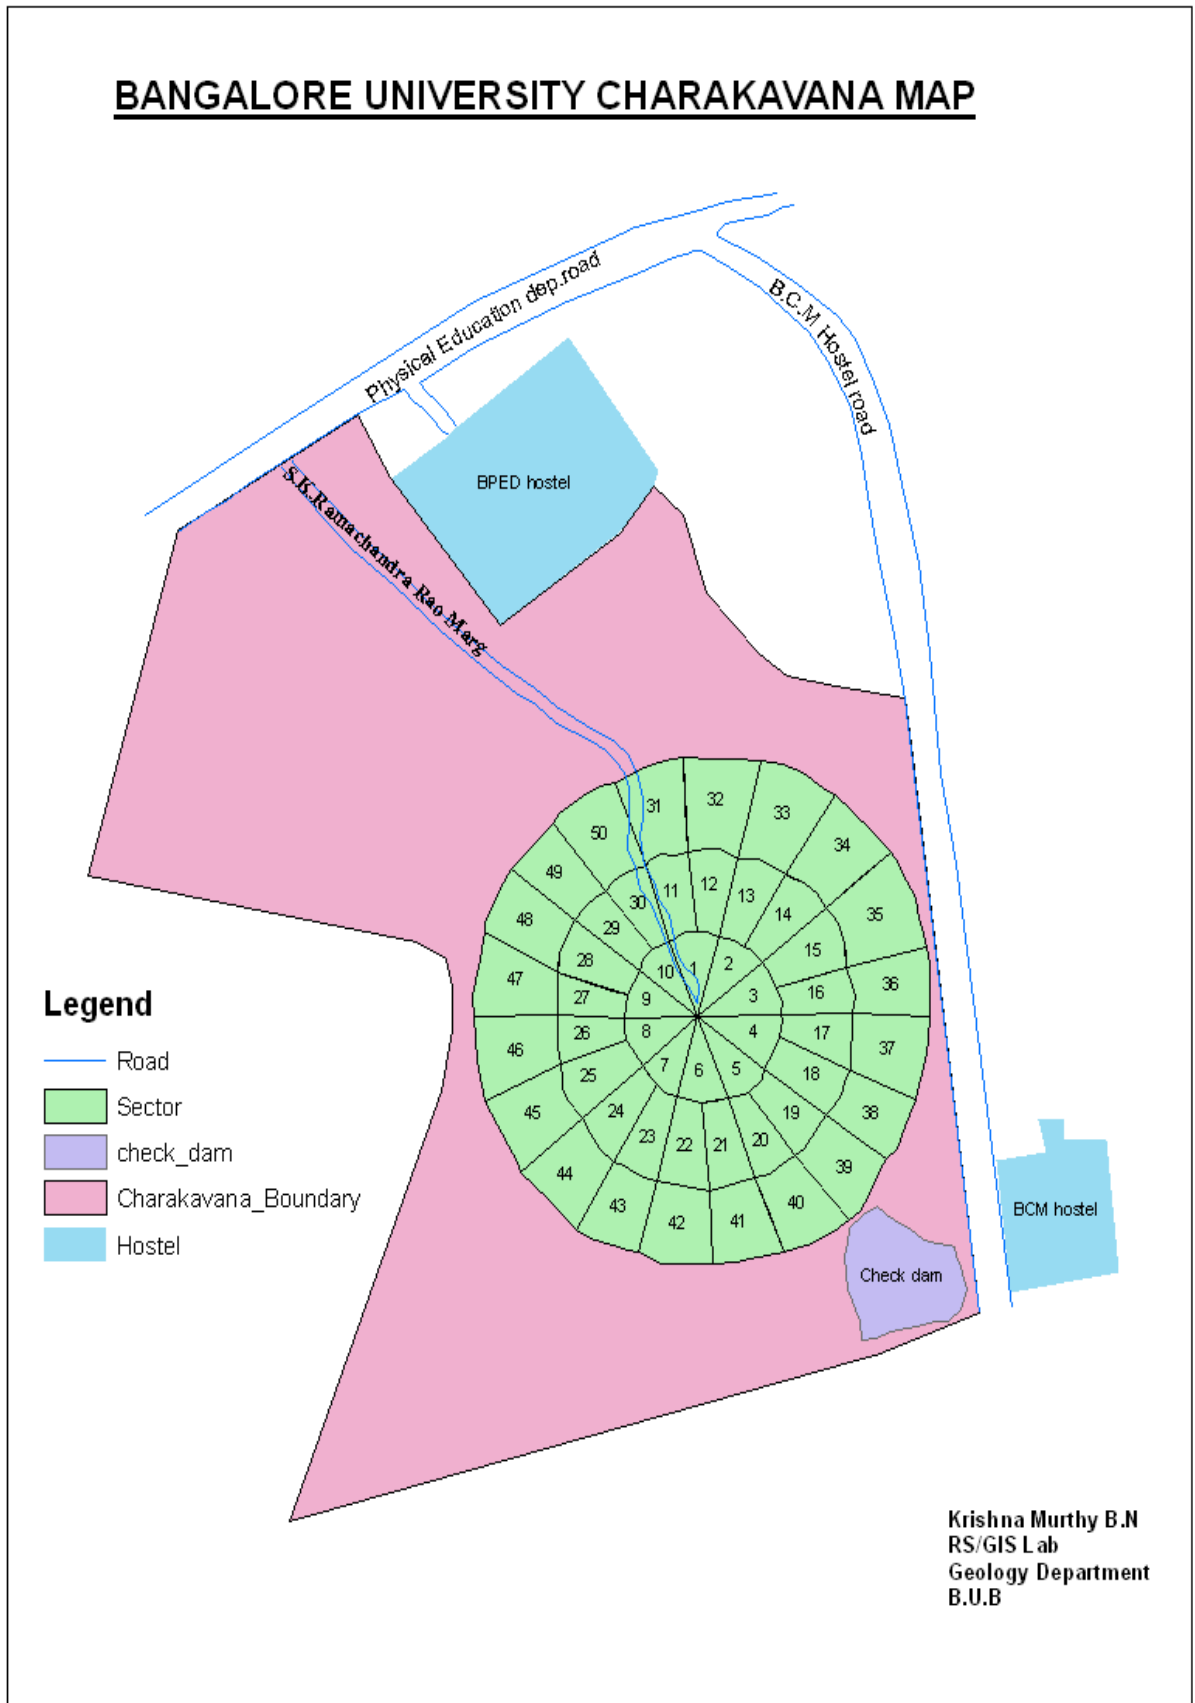 BANGALORE UNIVERSITY CHARAKAVANA MAP
Physical Education dep.road
B.C.M Hostel road
BPED hostel
S.K.Ramachandra Rao Marg
31
32
33
34
35
36
37
38
39
40
41
42
43
44
45
46
47
48
49
50
11
12
13
14
15
16
17
18
19
20
21
22
23
24
25
26
27
28
29
30
1
2
3
4
5
6
7
8
9
10
Check dam
BCM hostel
Legend
Road
Sector
check_dam
Charakavana_Boundary
Hostel
Krishna Murthy B.N
RS/GIS Lab
Geology Department
B.U.B